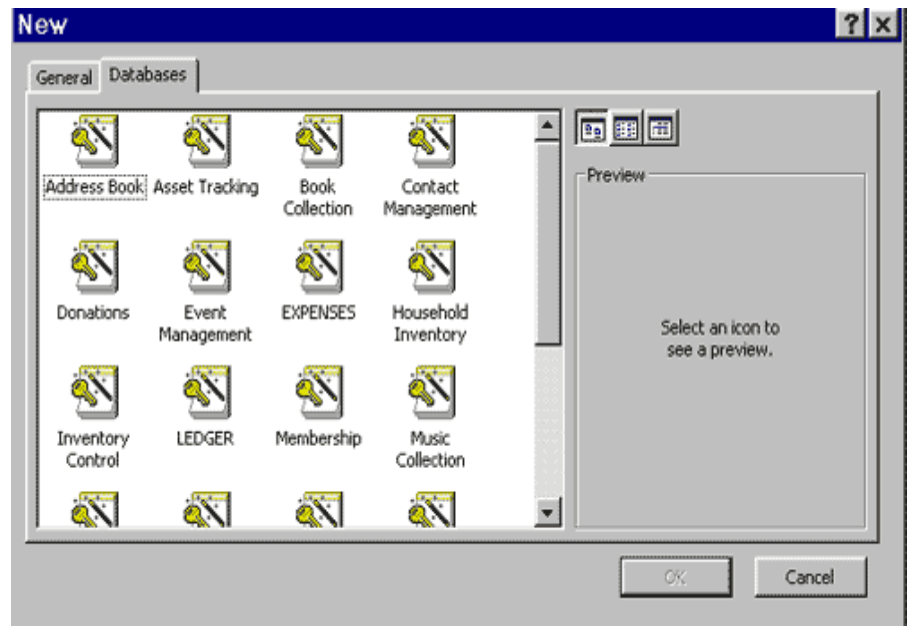 New
General Databases
Address Book Asset Tracking Book Collection Contact Management
Donations Event Management EXPENSES Household Inventory
Inventory Control LEDGER Membership Music Collection
Preview
Select an icon to
see a preview.
OK Cancel